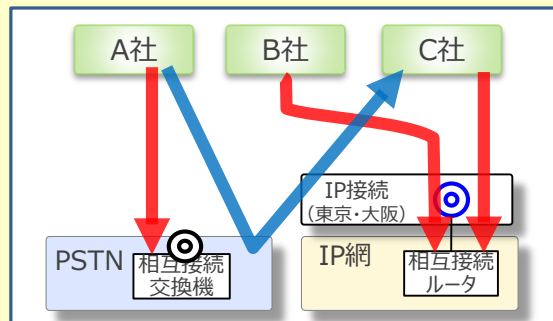 A社
B社
C社
IP接続
(東京・大阪)
PSTN
相互接続
交換機
IP網
相互接続
ルータ